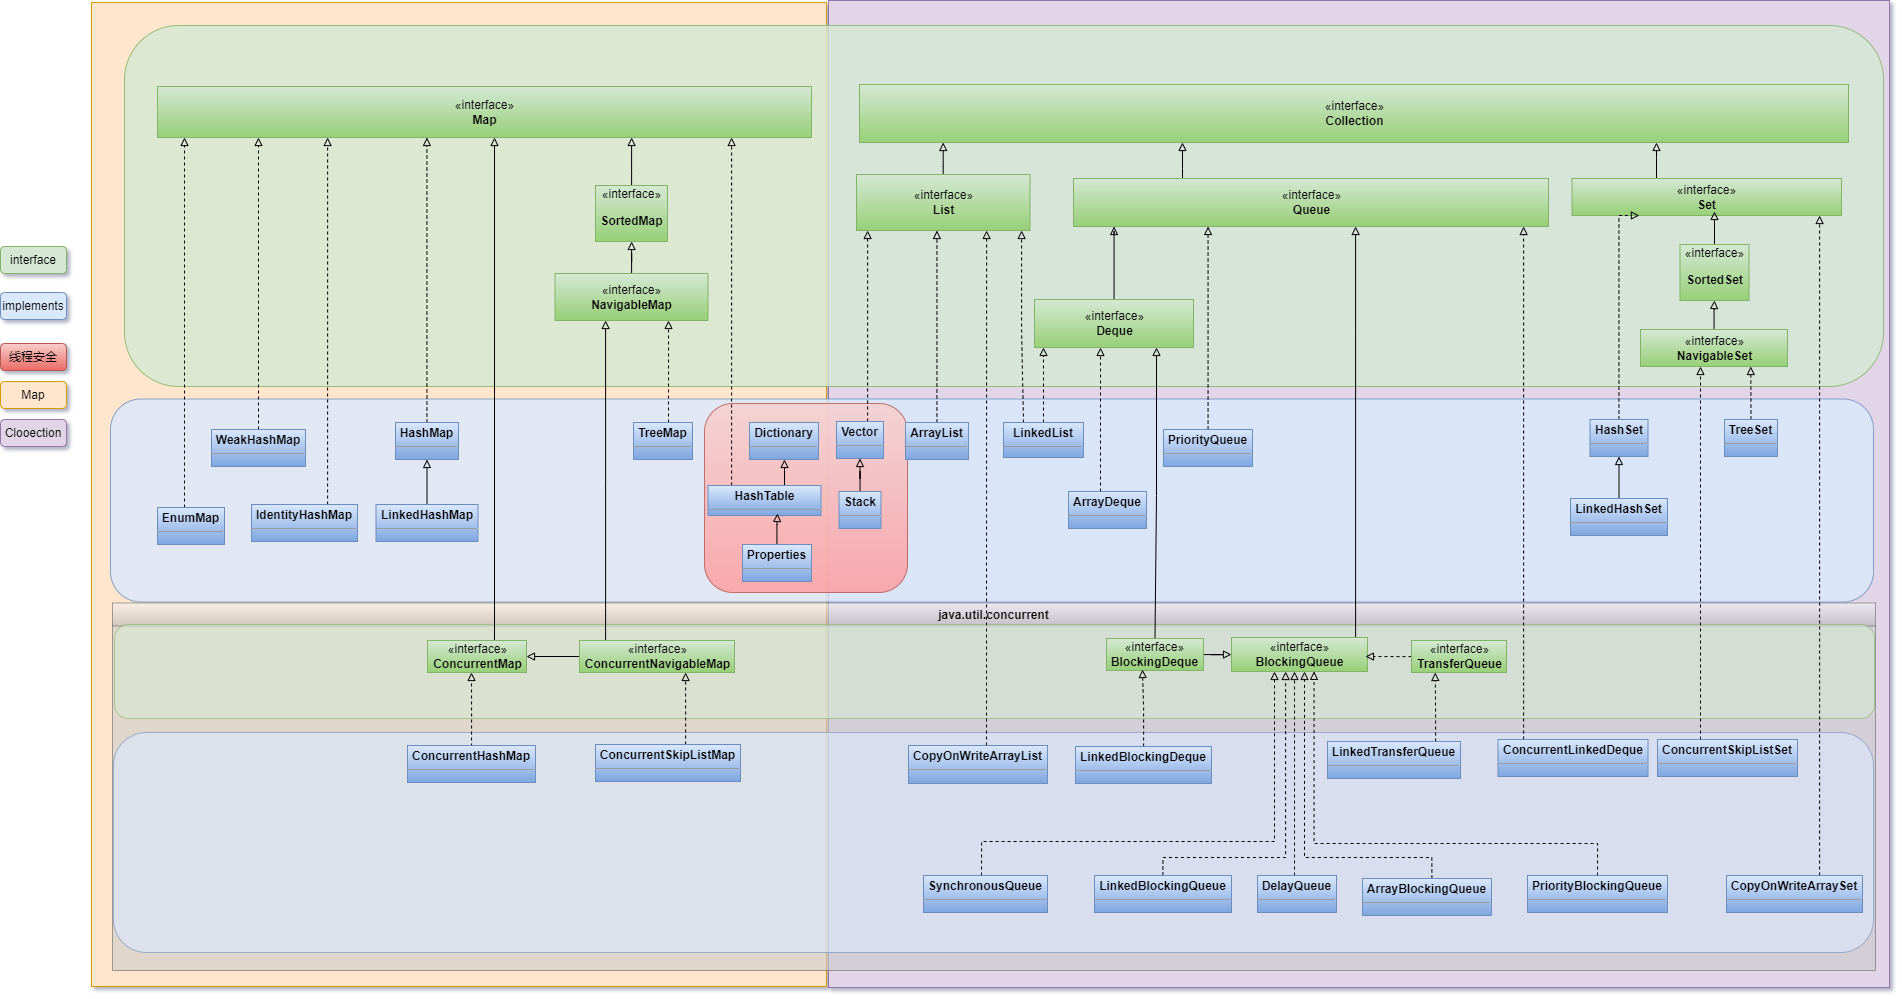 «interface»
Map
«interface»
Collection
«interface»
SortedMap
«interface»
List
«interface»
Queue
«interface»
Set
interface
implements
线程安全
Map
Clooection
«interface»
NavigableMap
«interface»
Deque
«interface»
SortedSet
«interface»
NavigableSet
WeakHashMap
HashMap
TreeMap
Dictionary
Vector
ArrayList
LinkedList
PriorityQueue
HashSet
TreeSet
EnumMap
IdentityHashMap
LinkedHashMap
HashTable
Stack
ArrayDeque
LinkedHashSet
Properties
java.util.concurrent
«interface»
ConcurrentMap
«interface»
ConcurrentNavigableMap
«interface»
BlockingDeque
«interface»
BlockingQueue
«interface»
TransferQueue
ConcurrentHashMap
ConcurrentSkipListMap
CopyOnWriteArrayList
LinkedBlockingDeque
LinkedTransferQueue
ConcurrentLinkedDeque
ConcurrentSkipListSet
SynchronousQueue
LinkedBlockingQueue
DelayQueue
ArrayBlockingQueue
PriorityBlockingQueue
CopyOnWriteArraySet